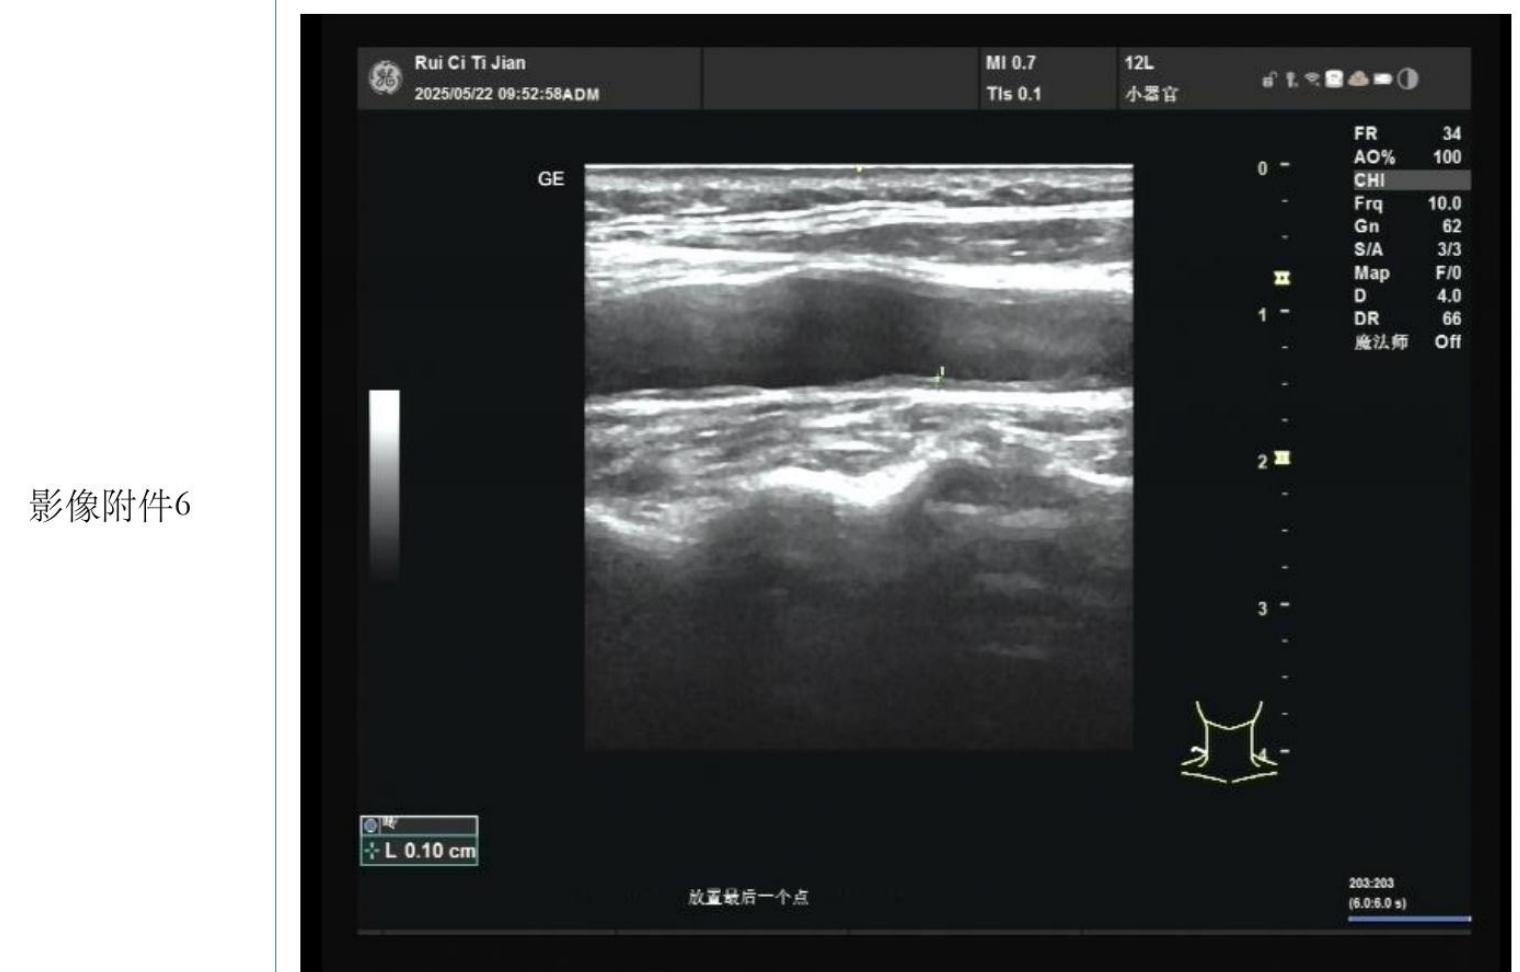 Rui Ci Ti Jian
2025/05/22 09:52:58ADM
MI 0.7
TIs 0.1
12L
小器官
GE
FR 34
AO% 100
CHI
Frq 10.0
Gn 62
S/A 3/3
Map F/0
D 4.0
DR 66
魔法师 Off
0
1
2
3
4
影像附件6
1
L 0.10 cm
放置最后一个点
203:203
(6.0:6.0 s)